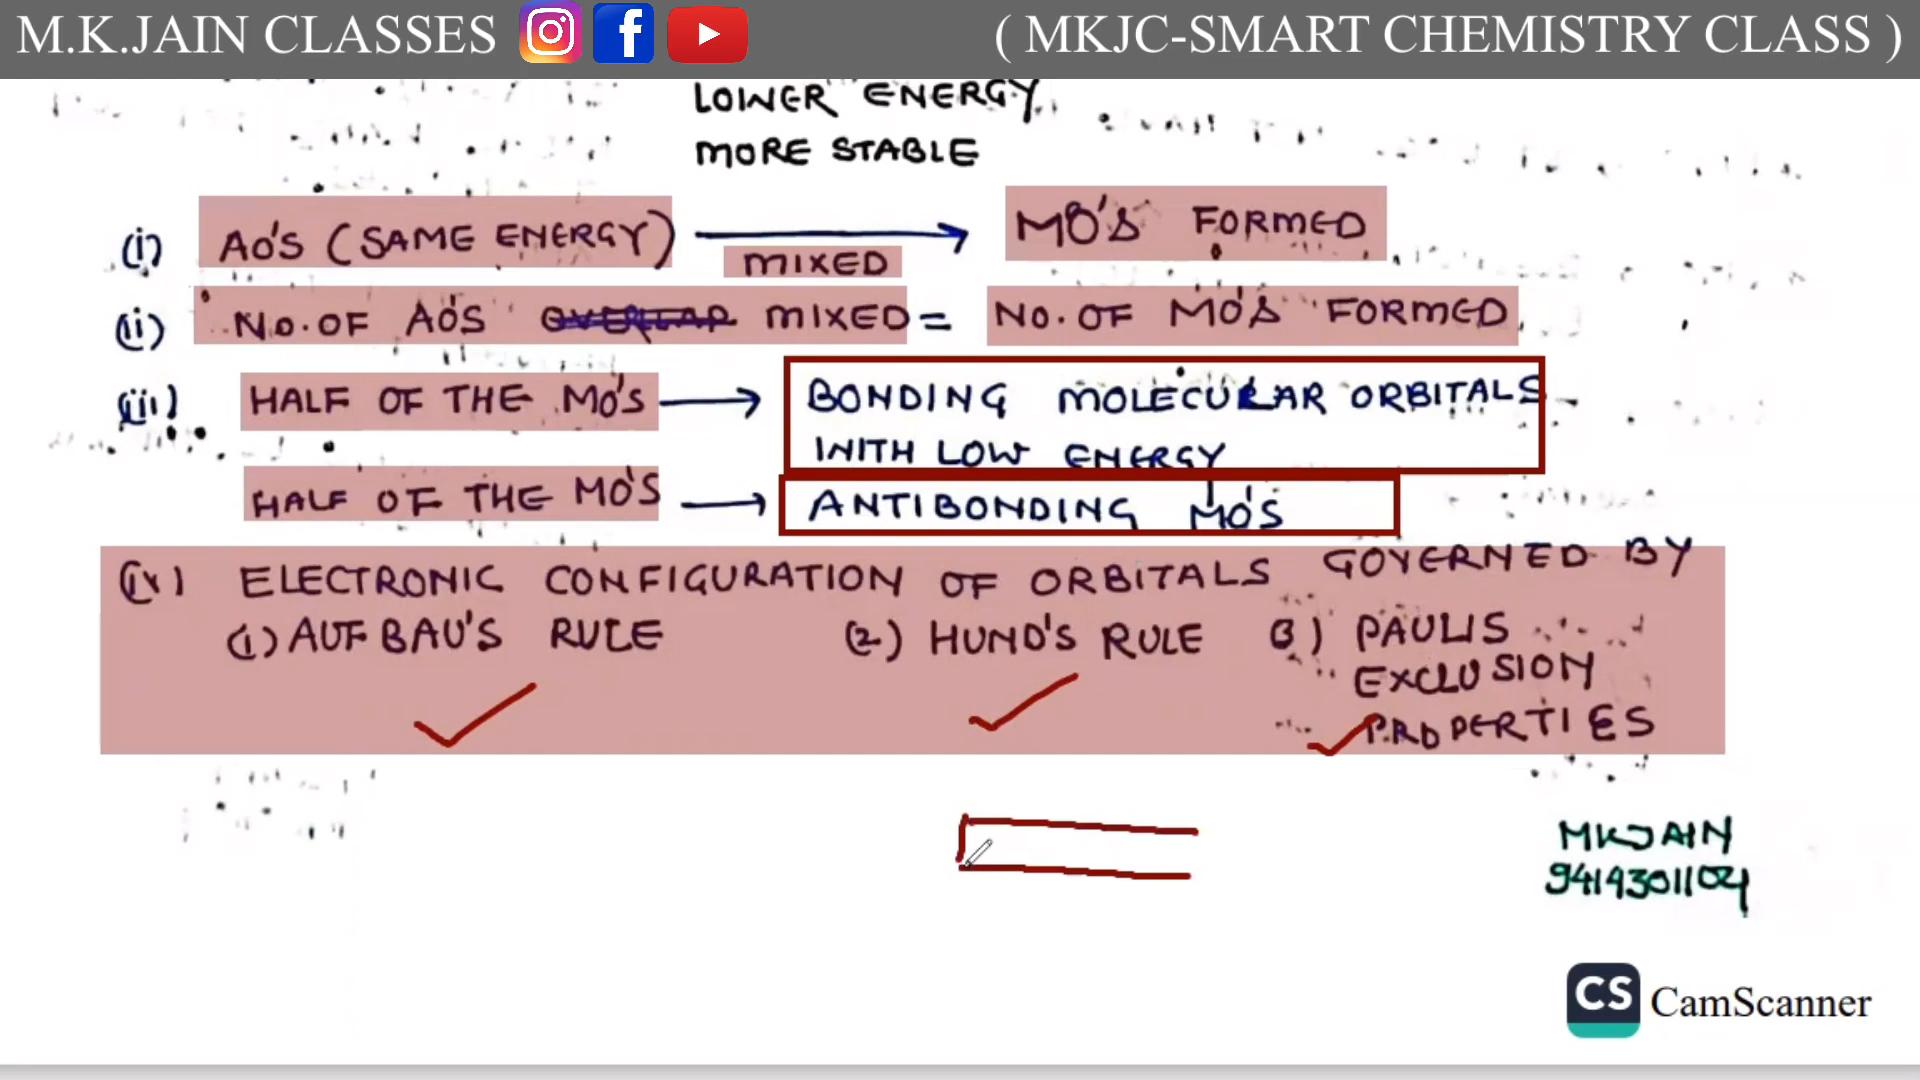 M.K.JAIN CLASSES ( MKJC-SMART CHEMISTRY CLASS )
LOWER ENERGY
MORE STABLE
(i) AO'S (SAME ENERGY) MIXED MO'S FORMED
(ii) NO. OF AO'S OVERLAP MIXED = NO. OF MO'S FORMED
(iii) HALF OF THE MO'S → BONDING MOLECULAR ORBITALS
WITH LOW ENERGY
HALF OF THE MO'S → ANTIBONDING MO'S
(iv) ELECTRONIC CONFIGURATION OF ORBITALS GOVERNED BY
(1) AUFBAU'S RULE (2) HUND'S RULE 3) PAULIS
EXCLUSION
PROPERTIES
MKJAIN
CS CamScanner